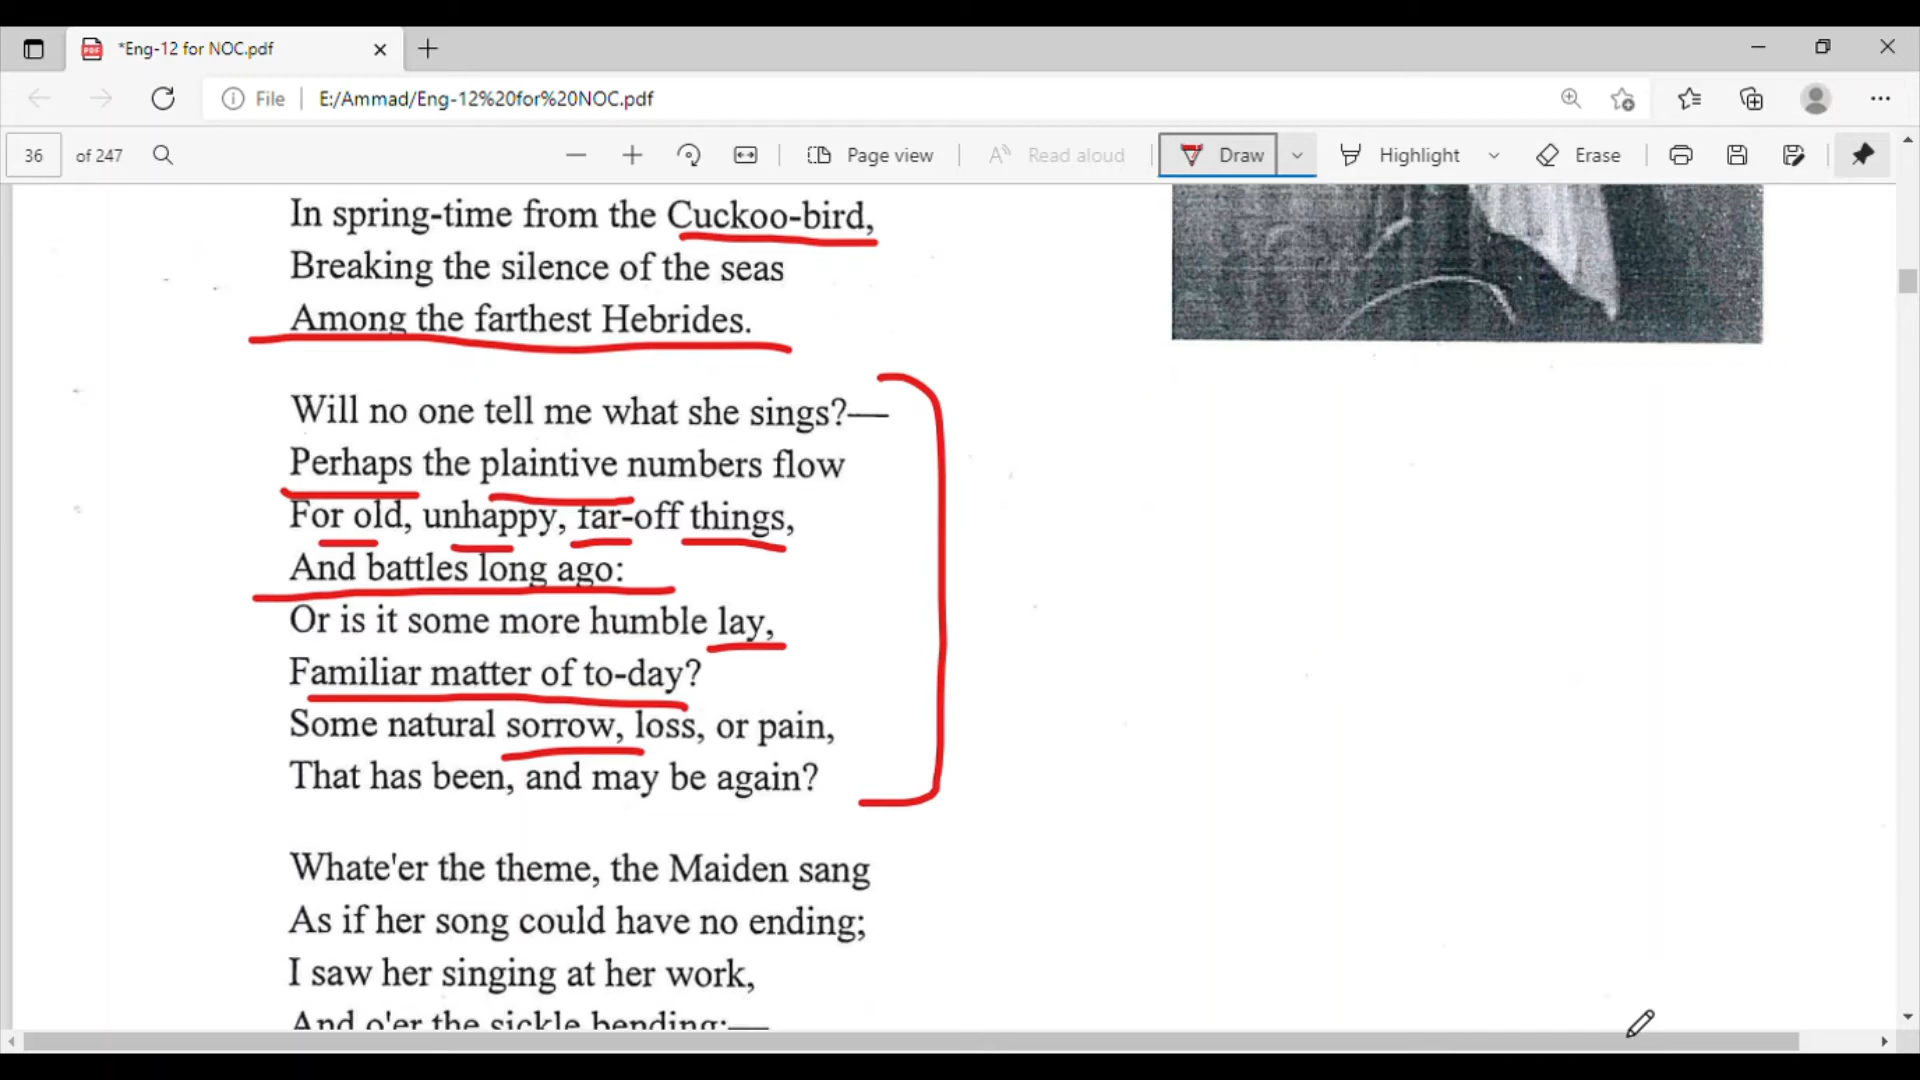 *Eng-12 for NOC.pdf
File E:/Ammad/Eng-12%20for%20NOC.pdf
36 of 247 Page view Read aloud Draw Highlight Erase
In spring-time from the Cuckoo-bird,
Breaking the silence of the seas
Among the farthest Hebrides.
Will no one tell me what she sings?—
Perhaps the plaintive numbers flow
For old, unhappy, far-off things,
And battles long ago:
Or is it some more humble lay,
Familiar matter of to-day?
Some natural sorrow, loss, or pain,
That has been, and may be again?
Whate'er the theme, the Maiden sang
As if her song could have no ending;
I saw her singing at her work,
And o'er the sickle bending;—